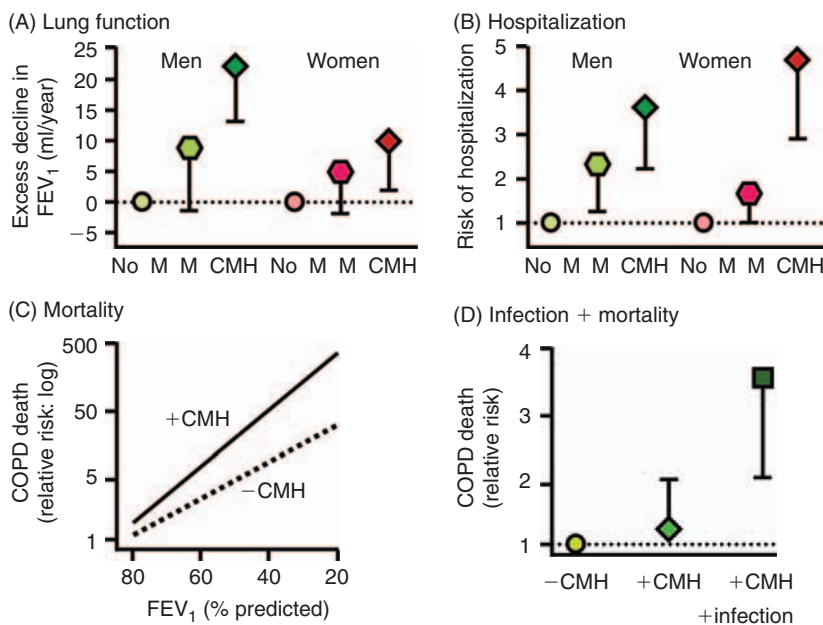 (A) Lung function
Excess decline in
FEV₁ (ml/year)
25
20
15
10
5
0
−5
Men
Women
No M M CMH No M M CMH
(B) Hospitalization
Risk of hospitalization
5
4
3
2
1
Men
Women
No M M CMH No M M CMH
(C) Mortality
COPD death
(relative risk: log)
500
50
5
1
+CMH
−CMH
80 60 40 20
FEV₁ (% predicted)
(D) Infection + mortality
COPD death
(relative risk)
4
3
2
1
−CMH +CMH +CMH
+infection